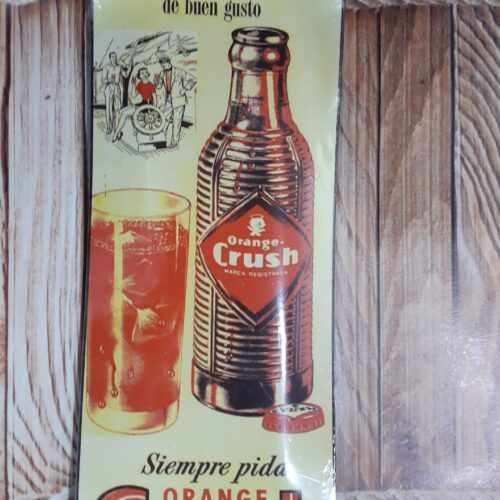 de buen gusto
Orange-
Crush
MARCA REGISTRADA
Siempre pida
ORANGE